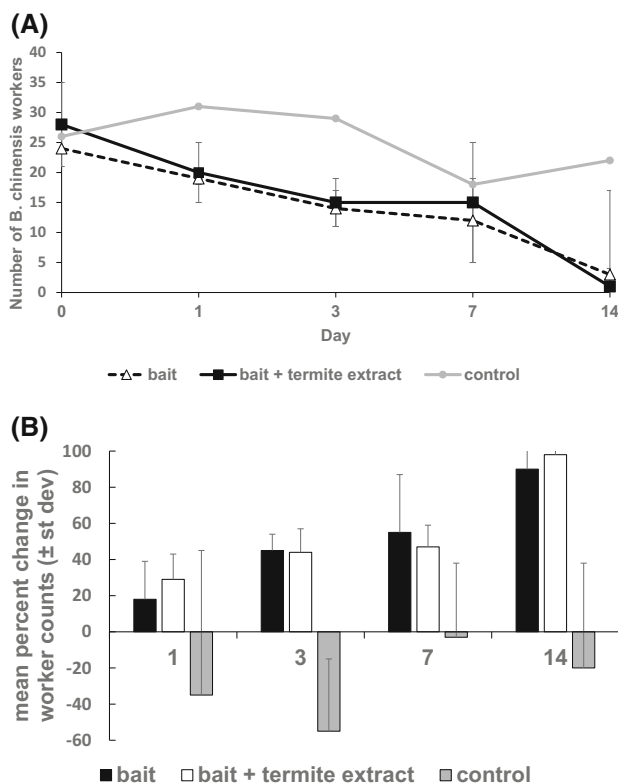 (A)
Number of B. chinensis workers
40
35
30
25
20
15
10
5
0
0 1 3 7 14
Day
bait bait + termite extract control
(B)
mean percent change in
worker counts (± st dev)
100
80
60
40
20
0
-20
-40
-60
1 3 7 14
bait bait + termite extract control